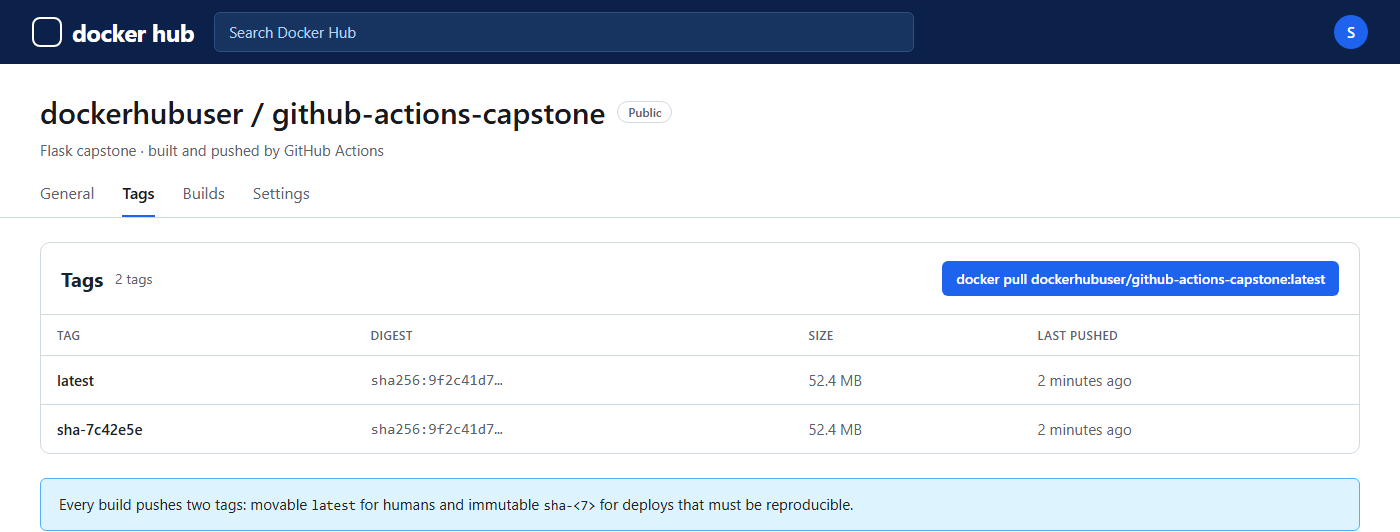 docker hub
Search Docker Hub
S
dockerhubuser / github-actions-capstone Public
Flask capstone · built and pushed by GitHub Actions
General Tags Builds Settings
Tags 2 tags docker pull dockerhubuser/github-actions-capstone:latest
TAG DIGEST SIZE LAST PUSHED
latest sha256:9f2c41d7… 52.4 MB 2 minutes ago
sha-7c42e5e sha256:9f2c41d7… 52.4 MB 2 minutes ago
Every build pushes two tags: movable latest for humans and immutable sha-<7> for deploys that must be reproducible.